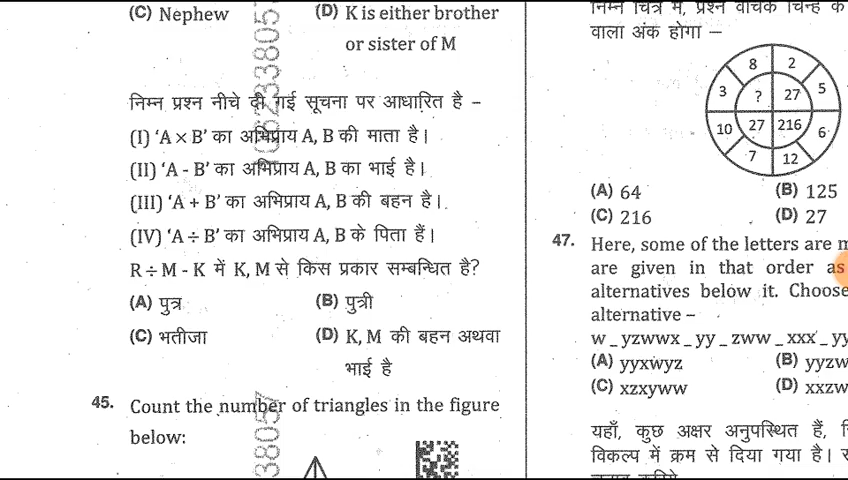 (C) Nephew
(D) K is either brother
or sister of M
निम्न प्रश्न नीचे दी गई सूचना पर आधारित है –
(I) ‘A × B’ का अभिप्राय A, B की माता है।
(II) ‘A - B’ का अभिप्राय A, B का भाई है।
(III) ‘A + B’ का अभिप्राय A, B की बहन है।
(IV) ‘A ÷ B’ का अभिप्राय A, B के पिता हैं।
R ÷ M - K में K, M से किस प्रकार सम्बन्धित है?
(A) पुत्र
(B) पुत्री
(C) भतीजा
(D) K, M की बहन अथवा
भाई है
45. Count the number of triangles in the figure
below:
निम्न चित्र में, प्रश्न वाचक चिन्ह के
वाला अंक होगा –
8 2
3 ? 27 5
10 27 216 6
7 12
(A) 64
(B) 125
(C) 216
(D) 27
47. Here, some of the letters are
are given in that order as
alternatives below it. Choose
alternative –
w _ yzwwx _ yy _ zww _ xxx _ yy
(A) yyxwyz
(B) yyzw
(C) xzxyww
(D) xxzw
यहाँ, कुछ अक्षर अनुपस्थित हैं,
विकल्प में क्रम से दिया गया है।